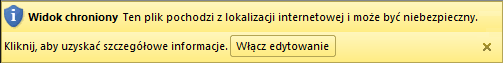 Widok chroniony Ten plik pochodzi z lokalizacji internetowej i może być niebezpieczny.
Kliknij, aby uzyskać szczegółowe informacje. Włącz edytowanie